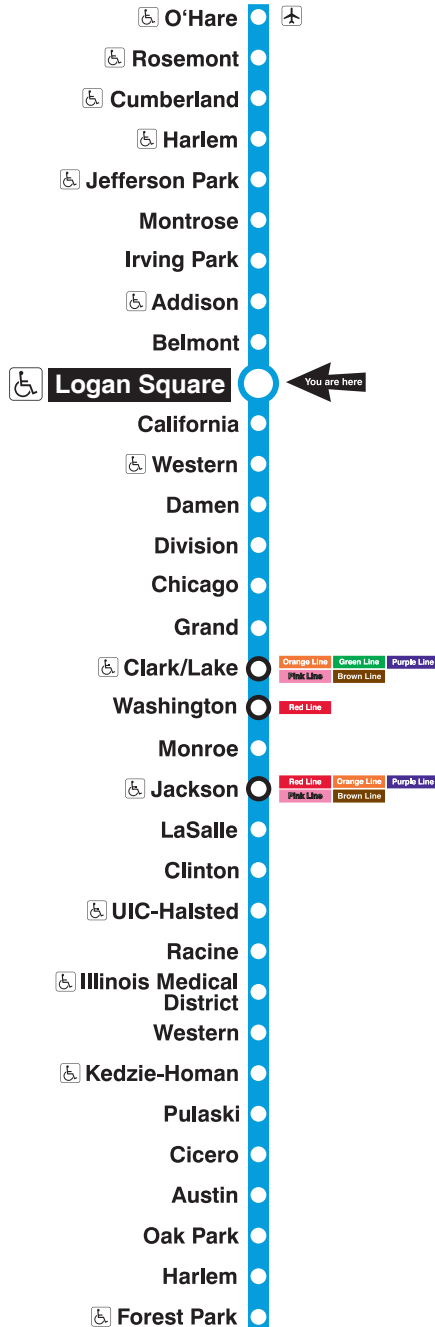 O‘Hare
Rosemont
Cumberland
Harlem
Jefferson Park
Montrose
Irving Park
Addison
Belmont
Logan Square
You are here
California
Western
Damen
Division
Chicago
Grand
Clark/Lake
Orange Line Green Line Purple Line
Pink Line Brown Line
Washington
Red Line
Monroe
Jackson
Red Line Orange Line Purple Line
Pink Line Brown Line
LaSalle
Clinton
UIC-Halsted
Racine
Illinois Medical
District
Western
Kedzie-Homan
Pulaski
Cicero
Austin
Oak Park
Harlem
Forest Park